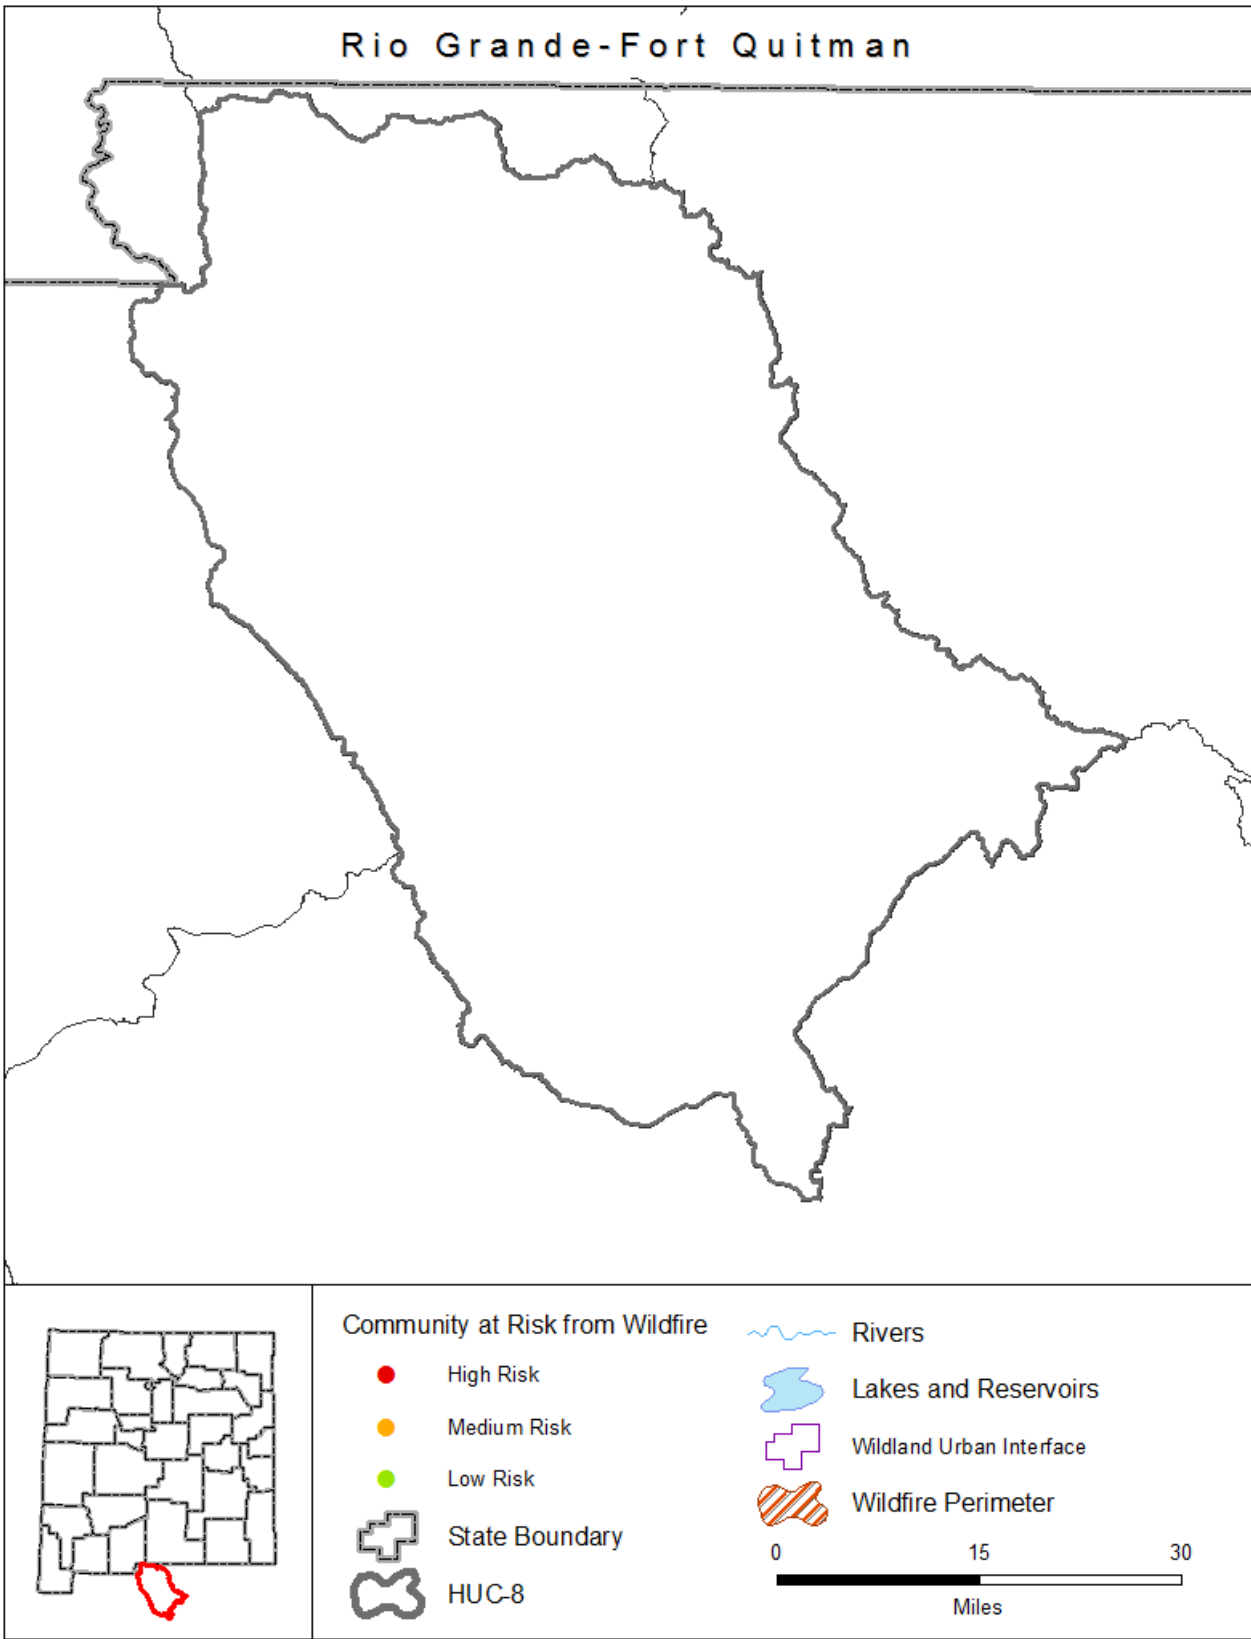 Rio Grande-Fort Quitman
Community at Risk from Wildfire
High Risk
Medium Risk
Low Risk
State Boundary
HUC-8
Rivers
Lakes and Reservoirs
Wildland Urban Interface
Wildfire Perimeter
0 15 30
Miles